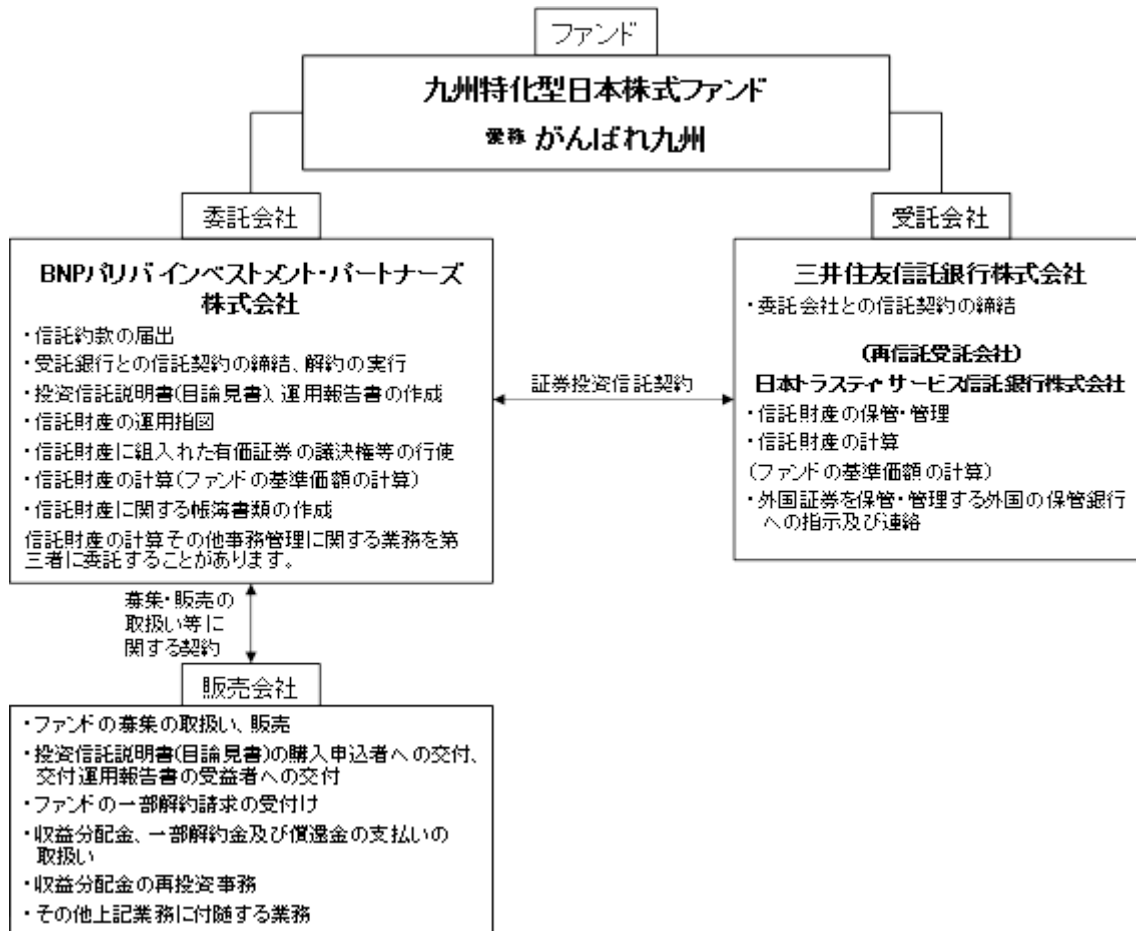 ファンド
九州特化型日本株式ファンド
愛称 がんばれ九州
委託会社
BNPパリバ インベストメント・パートナーズ
株式会社
・信託約款の届出
・受託銀行との信託契約の締結、解約の実行
・投資信託説明書(目論見書)、運用報告書の作成
・信託財産の運用指図
・信託財産に組入れた有価証券の議決権等の行使
・信託財産の計算(ファンドの基準価額の計算)
・信託財産に関する帳簿書類の作成
信託財産の計算その他事務管理に関する業務を第
三者に委託することがあります。
証券投資信託契約
受託会社
三井住友信託銀行株式会社
・委託会社との信託契約の締結
(再信託受託会社)
日本トラスティ・サービス信託銀行株式会社
・信託財産の保管・管理
・信託財産の計算
(ファンドの基準価額の計算)
・外国証券を保管・管理する外国の保管銀行
への指示及び連絡
募集・販売の
取扱い等に
関する契約
販売会社
・ファンドの募集の取扱い、販売
・投資信託説明書(目論見書)の購入申込者への交付、
交付運用報告書の受益者への交付
・ファンドの一部解約請求の受付け
・収益分配金、一部解約金及び償還金の支払いの
取扱い
・収益分配金の再投資事務
・その他上記業務に付随する業務